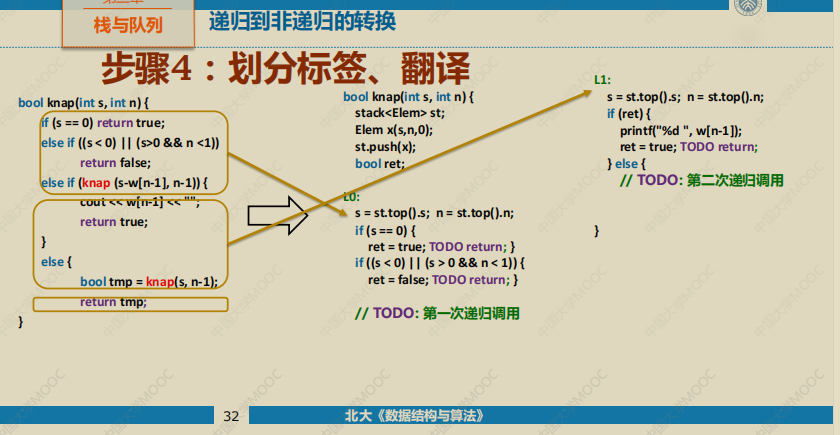 栈与队列
递归到非递归的转换
步骤4：划分标签、翻译
bool knap(int s, int n) {
if (s == 0) return true;
else if ((s < 0) || (s>0 && n <1))
return false;
else if (knap (s-w[n-1], n-1)) {
cout << w[n-1] << "";
return true;
}
else {
bool tmp = knap(s, n-1);
return tmp;
}
bool knap(int s, int n) {
stack<Elem> st;
Elem x(s,n,0);
st.push(x);
bool ret;
L0:
s = st.top().s; n = st.top().n;
if (s == 0) {
ret = true; TODO return; }
if ((s < 0) || (s > 0 && n < 1)) {
ret = false; TODO return; }
// TODO: 第一次递归调用
L1:
s = st.top().s; n = st.top().n;
if (ret) {
printf("%d ", w[n-1]);
ret = true; TODO return;
} else {
// TODO: 第二次递归调用
}
32
北大《数据结构与算法》
中国大学MOOC